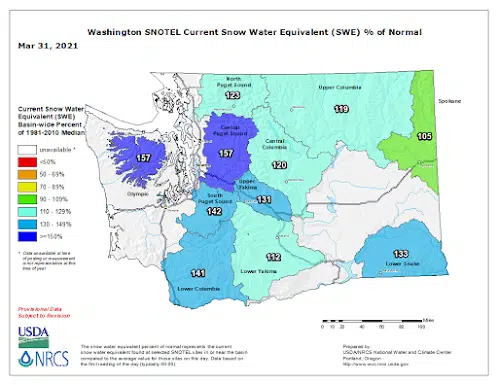 Washington SNOTEL Current Snow Water Equivalent (SWE) % of Normal
Mar 31, 2021
Current Snow Water
Equivalent (SWE)
Basin-wide Percent
of 1981-2010 Median
unavailable *
<50%
50 - 69%
70 - 89%
90 - 109%
110 - 129%
130 - 149%
>=150%
* Data unavailable at time
of posting or measurement
is not representative at this
time of year
Provisional Data
Subject to Revision
North
Puget Sound
123
Upper Columbia
119
Spokane
105
Central
Puget Sound
157
Central
Columbia
120
157
Olympic
Upper
Yakima
131
South
Puget Sound
142
141
Lower Columbia
112
Lower Yakima
133
Lower Snake
Miles
0 10 20 40 60 80 100
USDA
NRCS
The snow water equivalent percent of normal represents the current
snow water equivalent found at selected SNOTEL sites in or near the basin
compared to the average value for those sites on this day. Data based on
the first reading of the day (typically 00:00).
Prepared by:
USDA/NRCS National Water and Climate Center
Portland, Oregon
http://www.wcc.nrcs.usda.gov